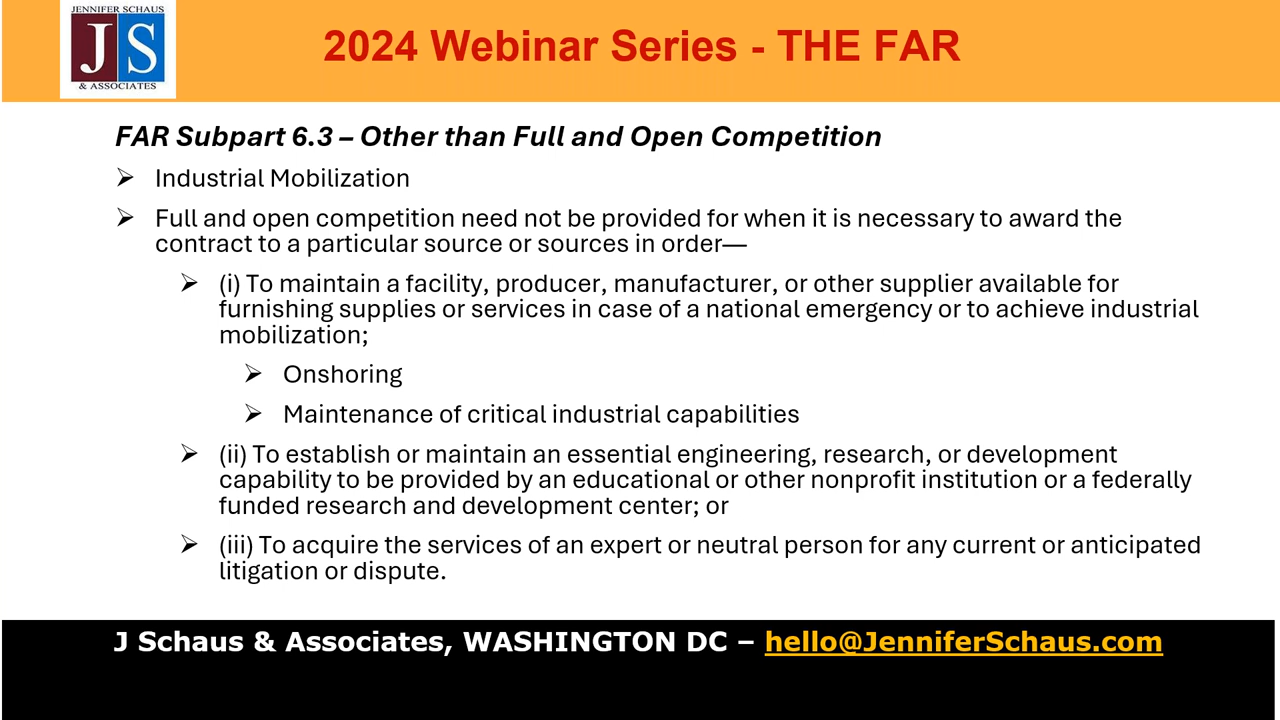 JENNIFER SCHAUS
JS
& ASSOCIATES
2024 Webinar Series - THE FAR
FAR Subpart 6.3 – Other than Full and Open Competition
➢ Industrial Mobilization
➢ Full and open competition need not be provided for when it is necessary to award the
contract to a particular source or sources in order—
➢ (i) To maintain a facility, producer, manufacturer, or other supplier available for
furnishing supplies or services in case of a national emergency or to achieve industrial
mobilization;
➢ Onshoring
➢ Maintenance of critical industrial capabilities
➢ (ii) To establish or maintain an essential engineering, research, or development
capability to be provided by an educational or other nonprofit institution or a federally
funded research and development center; or
➢ (iii) To acquire the services of an expert or neutral person for any current or anticipated
litigation or dispute.
J Schaus & Associates, WASHINGTON DC – hello@JenniferSchaus.com